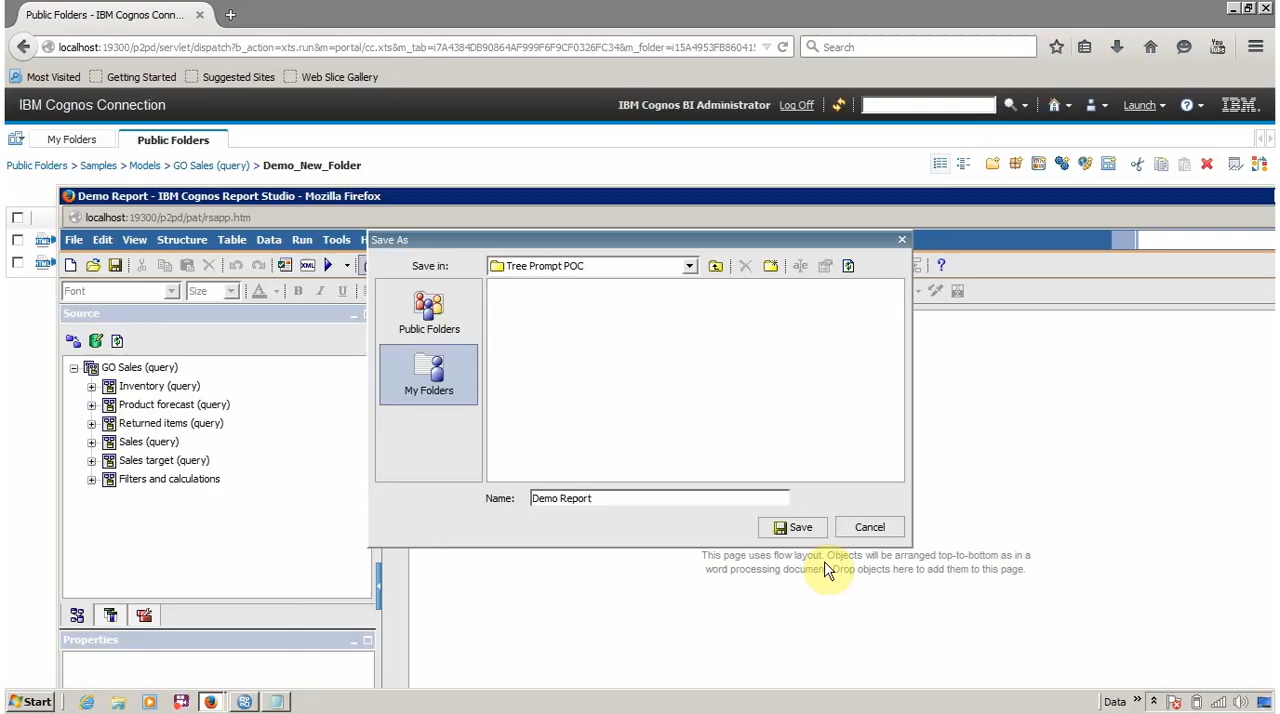 Public Folders - IBM Cognos Conn...
localhost:19300/p2pd/servlet/dispatch?b_action=xts.run&m=portal/cc.xts&m_tab=i7A4384DB90864AF999F6F9CF0326FC34&m_folder=i15A4953FB860415
Search
You Tube
Most Visited Getting Started Suggested Sites Web Slice Gallery
IBM Cognos Connection
IBM Cognos BI Administrator Log Off Launch IBM.
My Folders Public Folders
Public Folders > Samples > Models > GO Sales (query) > Demo_New_Folder
Demo Report - IBM Cognos Report Studio - Mozilla Firefox
localhost:19300/p2pd/pat/rsapp.htm
File Edit View Structure Table Data Run Tools H
Save As
Save in: Tree Prompt POC
XML
Font Size A B I U
Source
Public Folders
My Folders
GO Sales (query)
Inventory (query)
Product forecast (query)
Returned items (query)
Sales (query)
Sales target (query)
Filters and calculations
Name: Demo Report
Save Cancel
This page uses flow layout. Objects will be arranged top-to-bottom as in a
word processing document. Drop objects here to add them to this page.
Properties
Start
Data